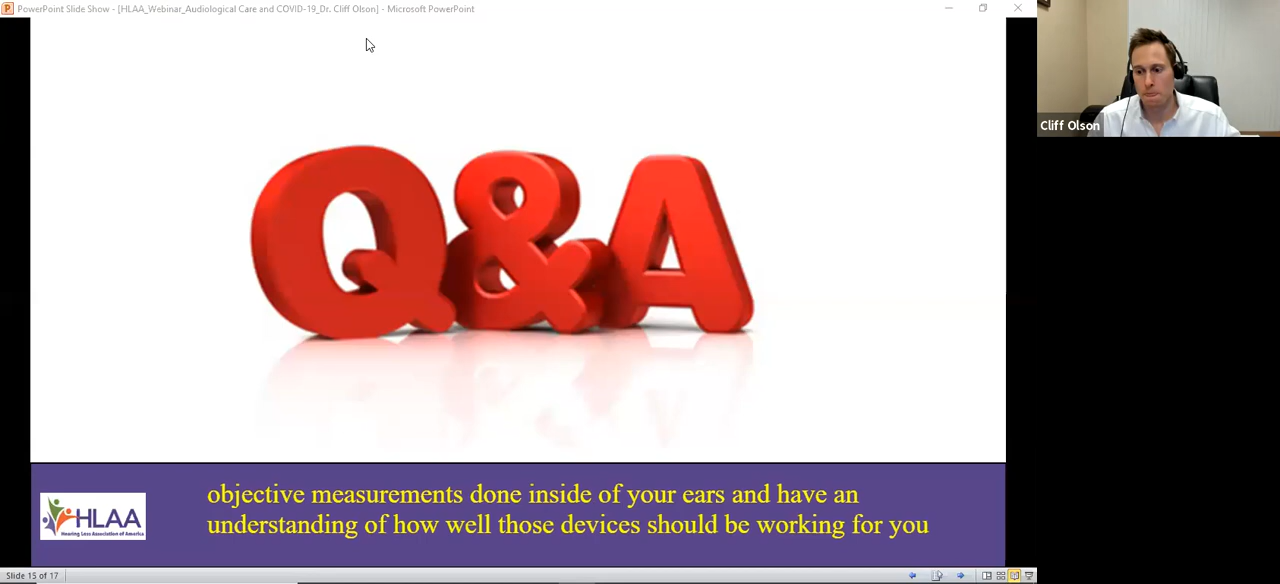 PowerPoint Slide Show - [HLAA_Webinar_Audiological Care and COVID-19_Dr. Cliff Olson] - Microsoft PowerPoint
Cliff Olson
Q&A
objective measurements done inside of your ears and have an
understanding of how well those devices should be working for you
HLAA
Hearing Loss Association of America
Slide 15 of 17